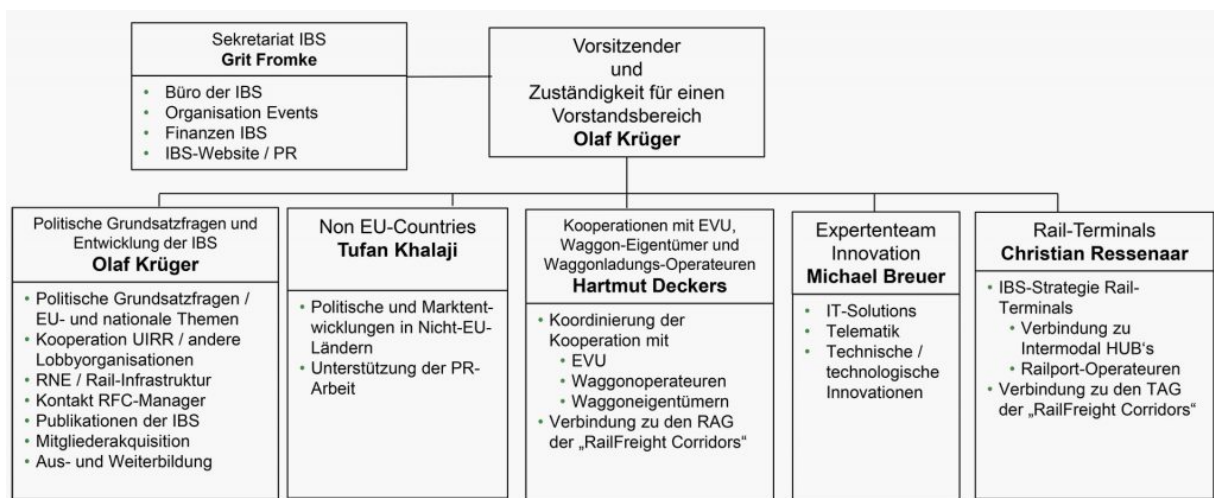 Sekretariat IBS
Grit Fromke
• Büro der IBS
• Organisation Events
• Finanzen IBS
• IBS-Website / PR
Vorsitzender
und
Zuständigkeit für einen
Vorstandsbereich
Olaf Krüger
Politische Grundsatzfragen und
Entwicklung der IBS
Olaf Krüger
• Politische Grundsatzfragen /
EU- und nationale Themen
• Kooperation UIRR / andere
Lobbyorganisationen
• RNE / Rail-Infrastruktur
• Kontakt RFC-Manager
• Publikationen der IBS
• Mitgliederakquisition
• Aus- und Weiterbildung
Non EU-Countries
Tufan Khalaji
• Politische und Marktent-
wicklungen in Nicht-EU-
Ländern
• Unterstützung der PR-
Arbeit
Kooperationen mit EVU,
Waggon-Eigentümer und
Waggonladungs-Operateuren
Hartmut Deckers
• Koordinierung der
Kooperation mit
• EVU
• Waggonoperateuren
• Waggoneigentümern
• Verbindung zu den RAG
der „RailFreight Corridors“
Expertenteam
Innovation
Michael Breuer
• IT-Solutions
• Telematik
• Technische /
technologische
Innovationen
Rail-Terminals
Christian Ressenaar
• IBS-Strategie Rail-
Terminals
• Verbindung zu
Intermodal HUB‘s
• Railport-Operateuren
• Verbindung zu den TAG
der „RailFreight Corridors“